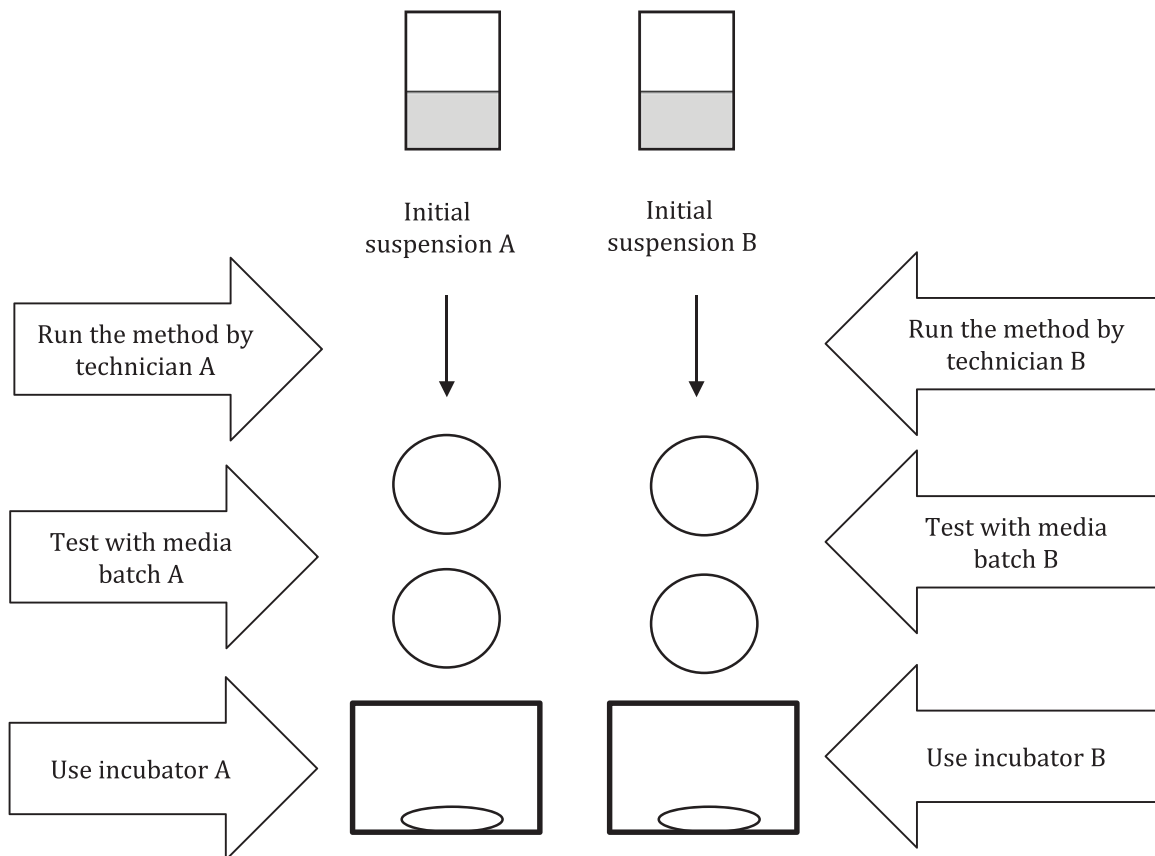 Initial
suspension A
Initial
suspension B
Run the method by
technician A
Run the method by
technician B
Test with media
batch A
Test with media
batch B
Use incubator A
Use incubator B